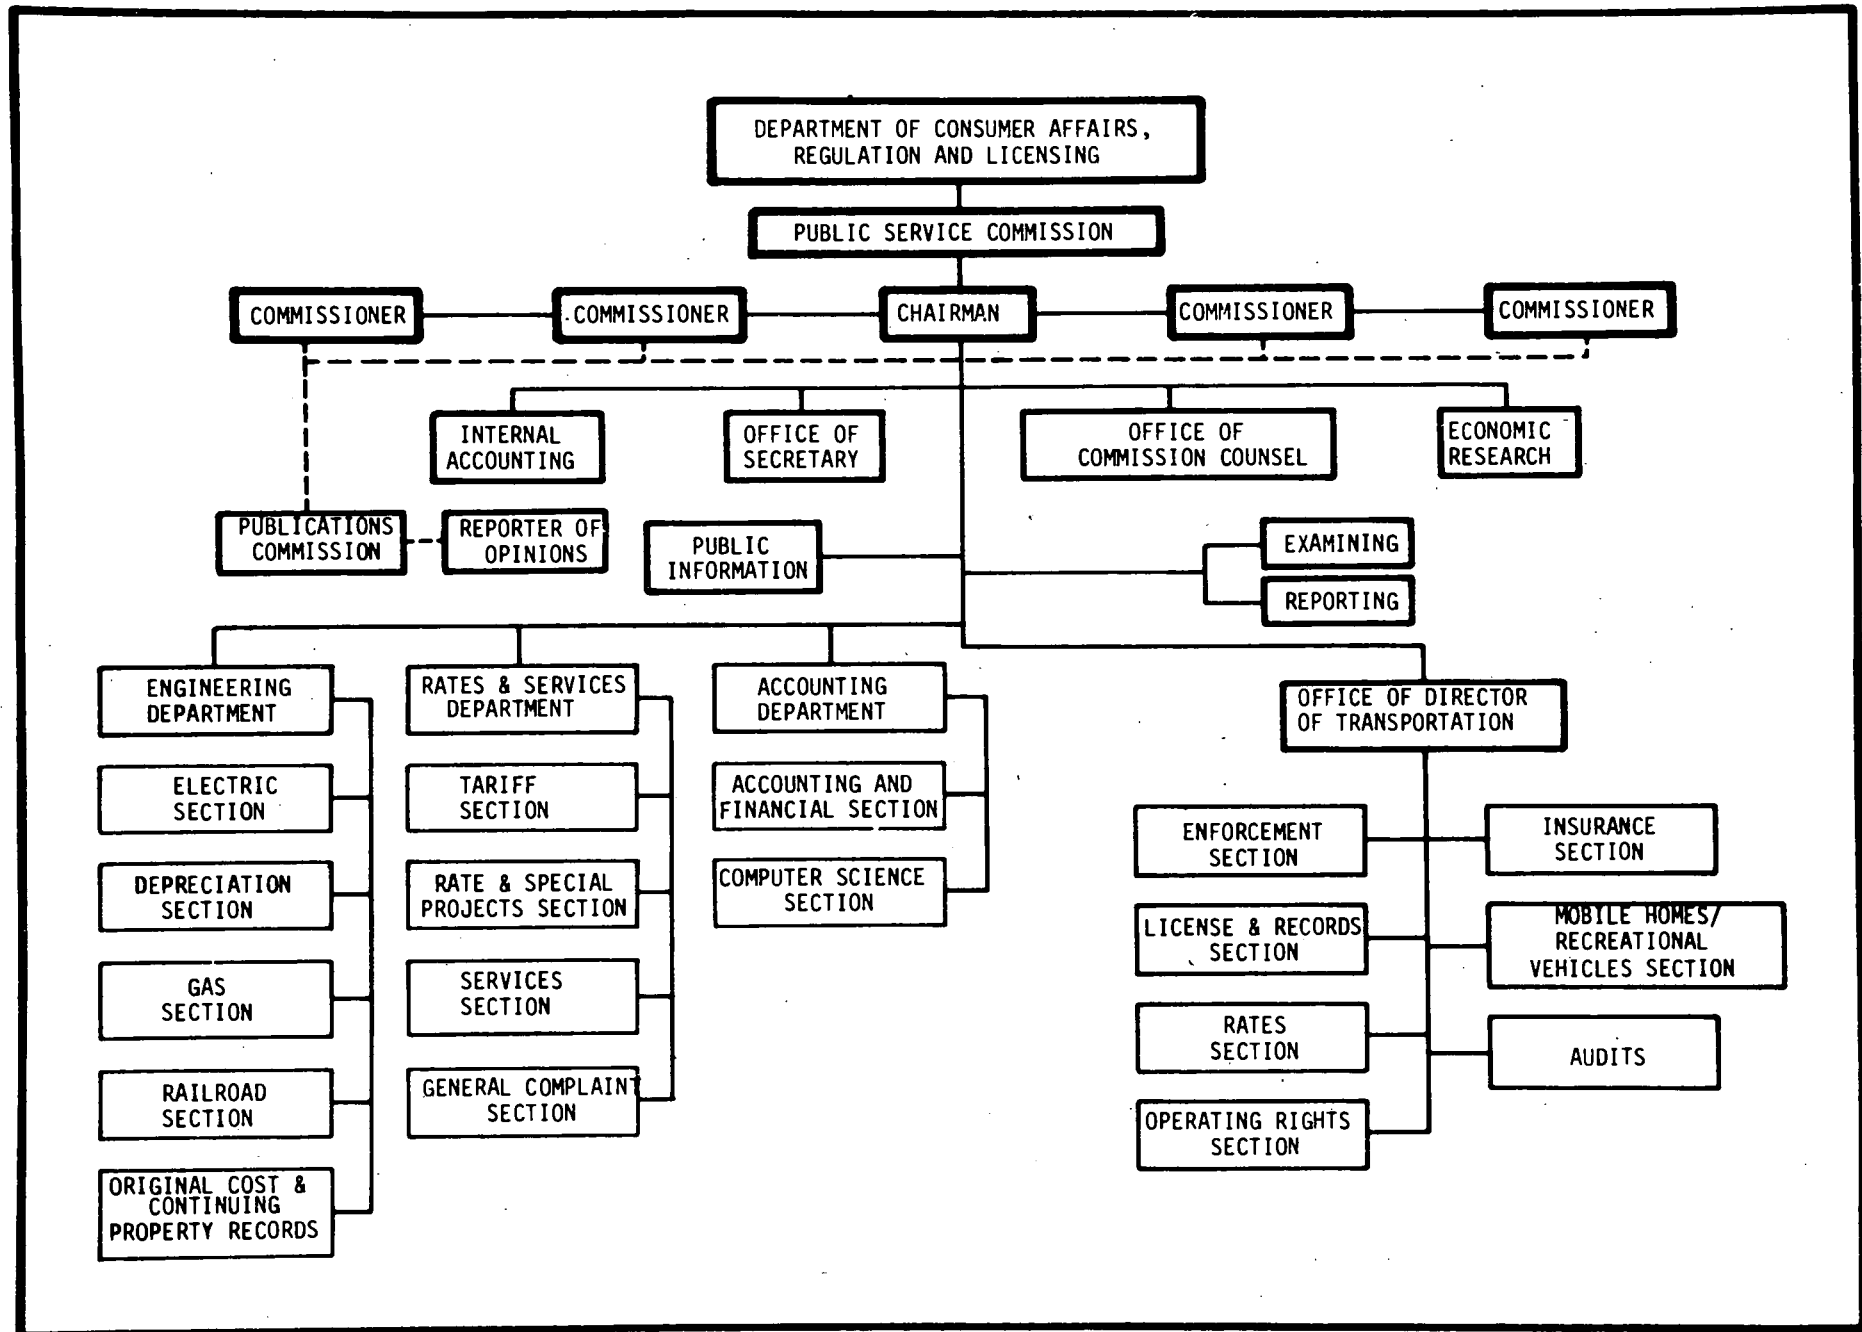 DEPARTMENT OF CONSUMER AFFAIRS,
REGULATION AND LICENSING
PUBLIC SERVICE COMMISSION
COMMISSIONER
COMMISSIONER
CHAIRMAN
COMMISSIONER
COMMISSIONER
INTERNAL
ACCOUNTING
OFFICE OF
SECRETARY
OFFICE OF
COMMISSION COUNSEL
ECONOMIC
RESEARCH
PUBLICATIONS
COMMISSION
REPORTER OF
OPINIONS
PUBLIC
INFORMATION
EXAMINING
REPORTING
ENGINEERING
DEPARTMENT
ELECTRIC
SECTION
DEPRECIATION
SECTION
GAS
SECTION
RAILROAD
SECTION
ORIGINAL COST &
CONTINUING
PROPERTY RECORDS
RATES & SERVICES
DEPARTMENT
TARIFF
SECTION
RATE & SPECIAL
PROJECTS SECTION
SERVICES
SECTION
GENERAL COMPLAINT
SECTION
ACCOUNTING
DEPARTMENT
ACCOUNTING AND
FINANCIAL SECTION
COMPUTER SCIENCE
SECTION
OFFICE OF DIRECTOR
OF TRANSPORTATION
ENFORCEMENT
SECTION
LICENSE & RECORDS
SECTION
RATES
SECTION
OPERATING RIGHTS
SECTION
INSURANCE
SECTION
MOBILE HOMES/
RECREATIONAL
VEHICLES SECTION
AUDITS